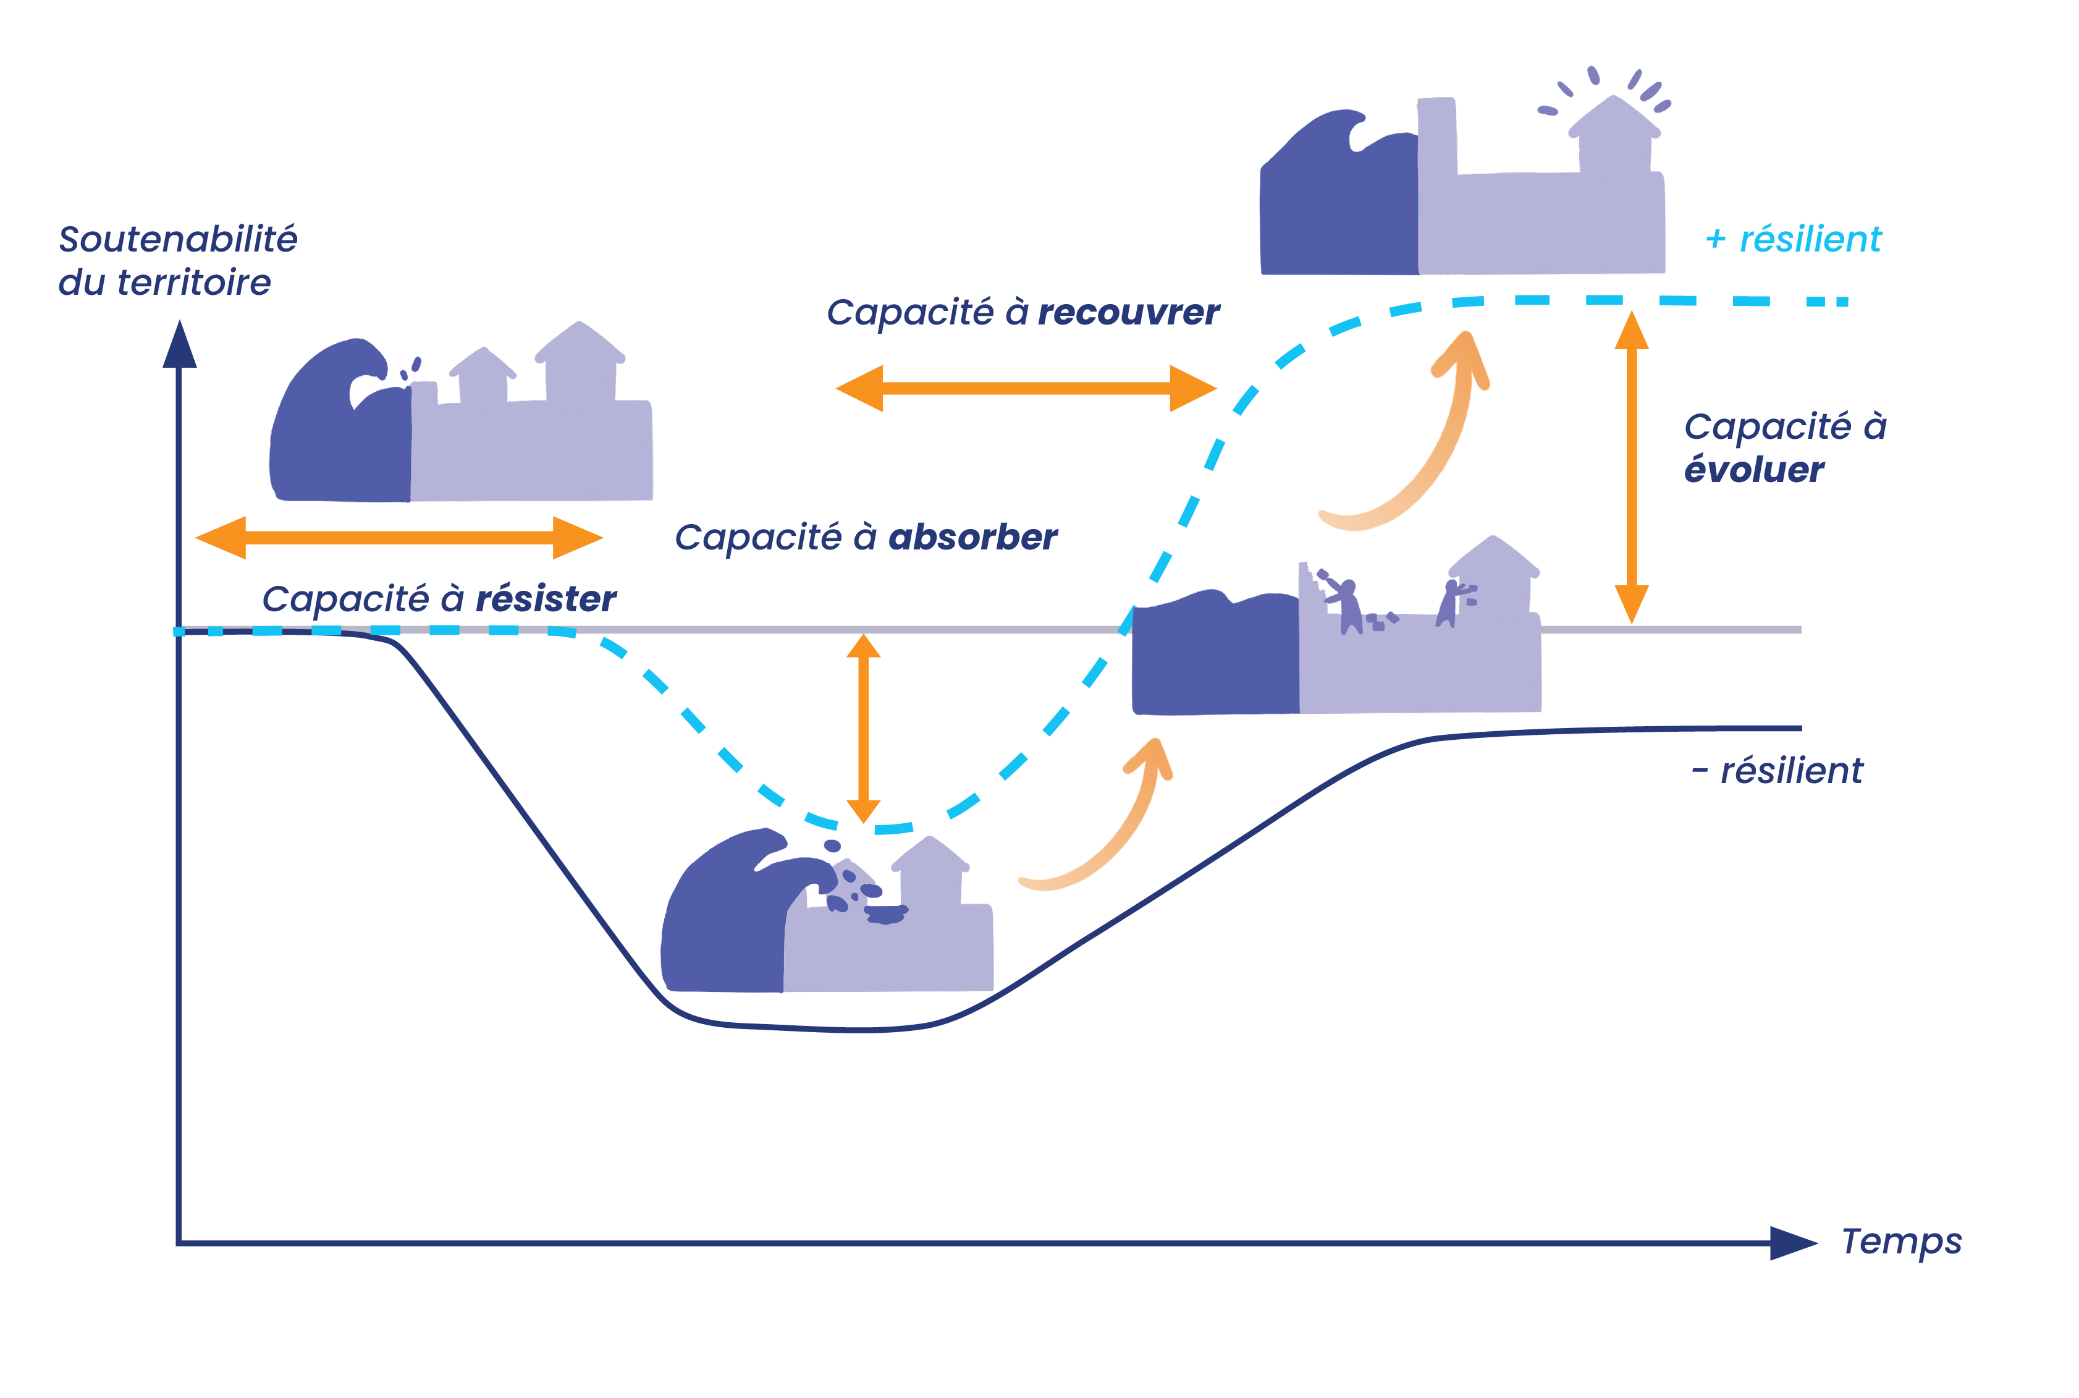 Soutenabilité
du territoire
Capacité à résister
Capacité à absorber
Capacité à recouvrer
+ résilient
Capacité à
évoluer
- résilient
Temps